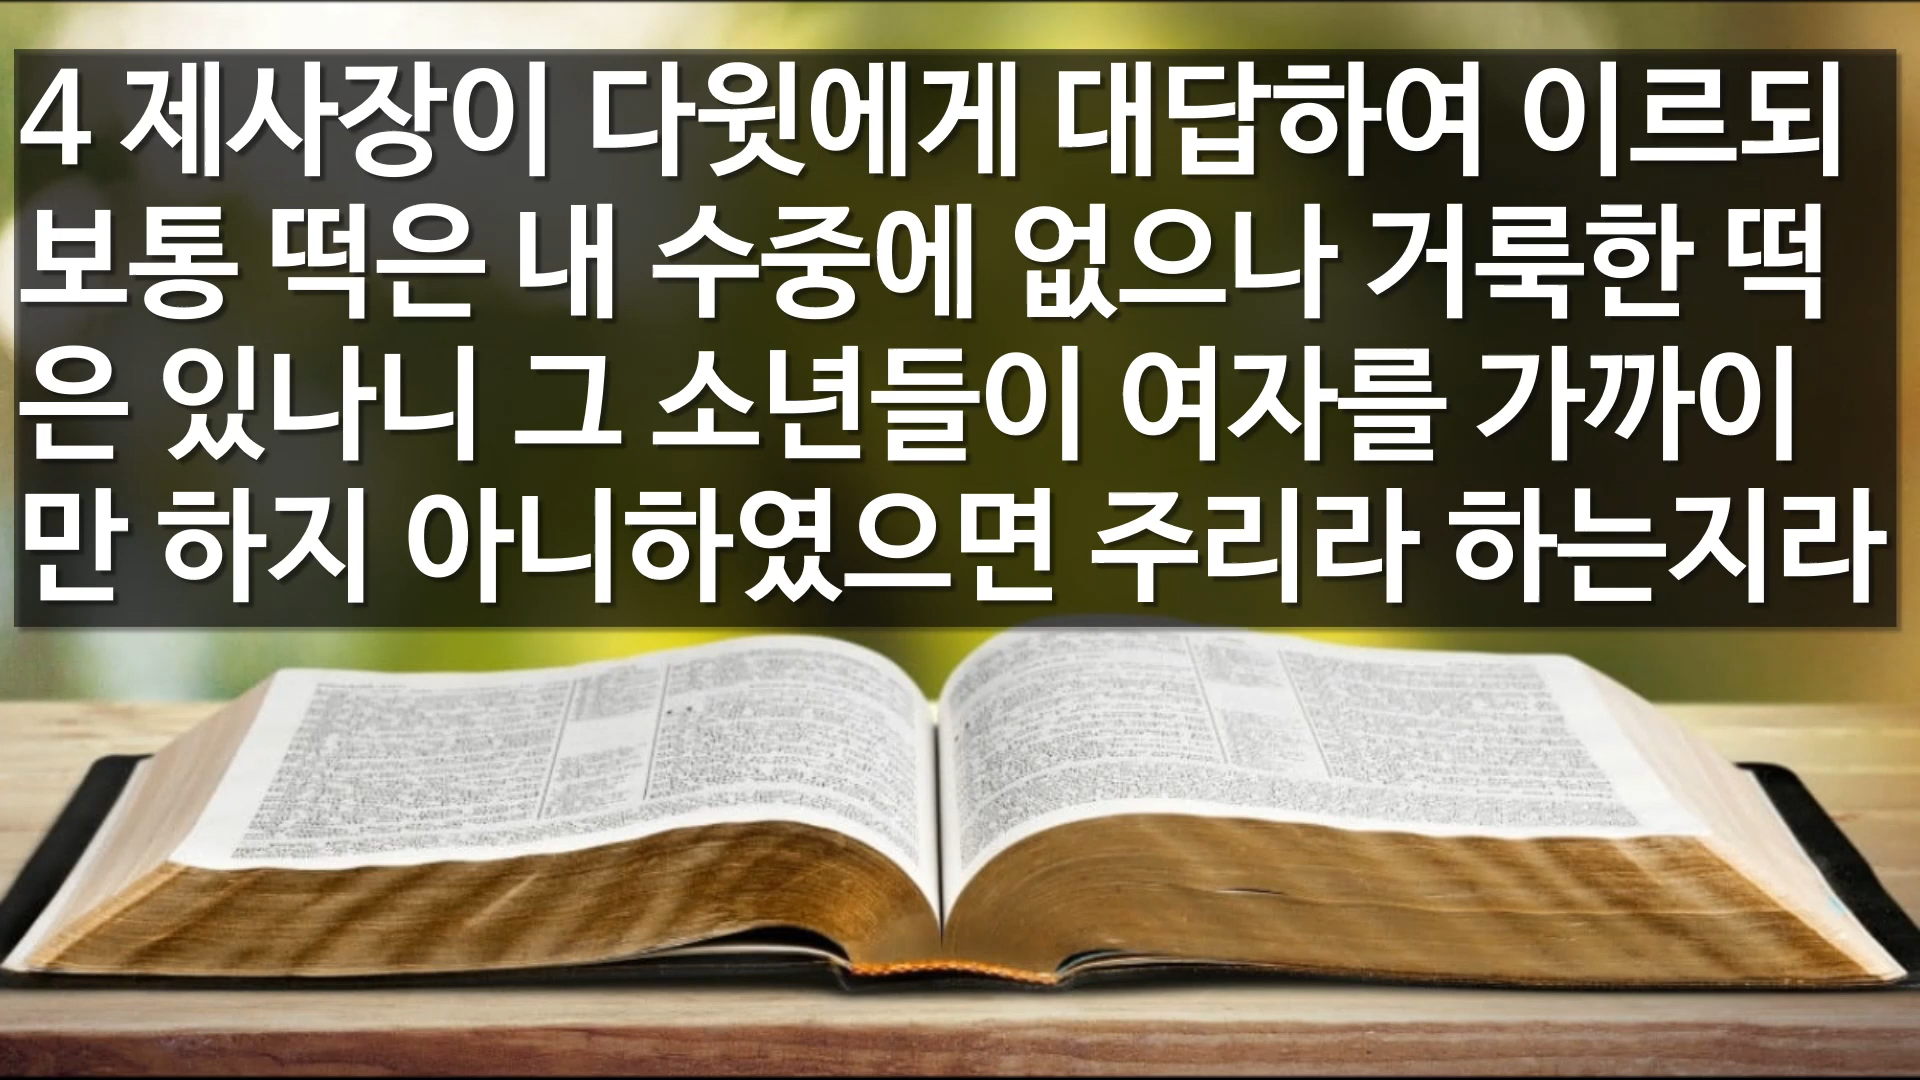 4 제사장이 다윗에게 대답하여 이르되
보통 떡은 내 수중에 없으나 거룩한 떡
은 있나니 그 소년들이 여자를 가까이
만 하지 아니하였으면 주리라 하는지라